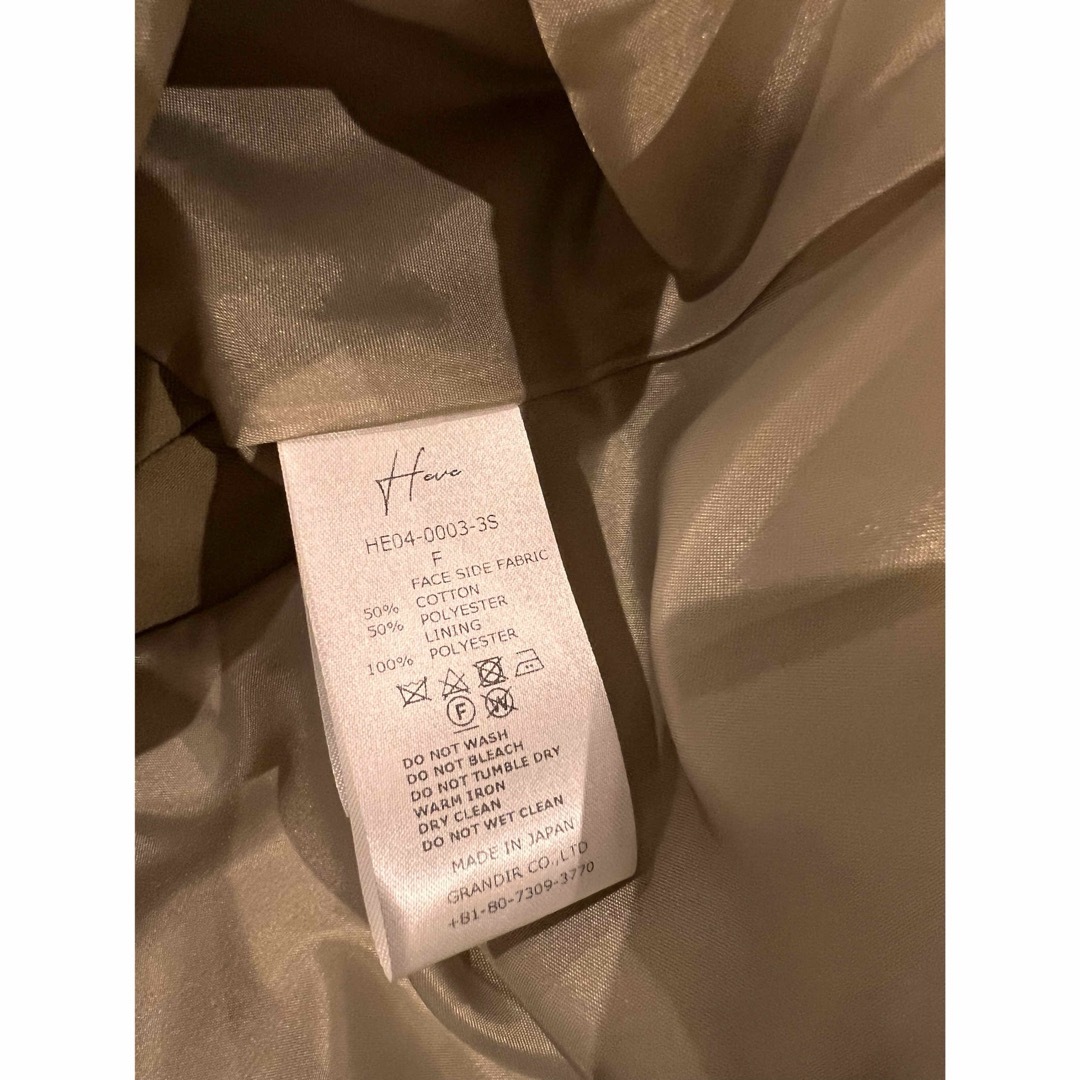 Heve
HE04-0003-3S
F
FACE SIDE FABRIC
50% COTTON
50% POLYESTER
LINING
100% POLYESTER
F W
DO NOT WASH
DO NOT BLEACH
DO NOT TUMBLE DRY
WARM IRON
DRY CLEAN
DO NOT WET CLEAN
MADE IN JAPAN
GRANDIR CO.,LTD
+81-80-7309-3770